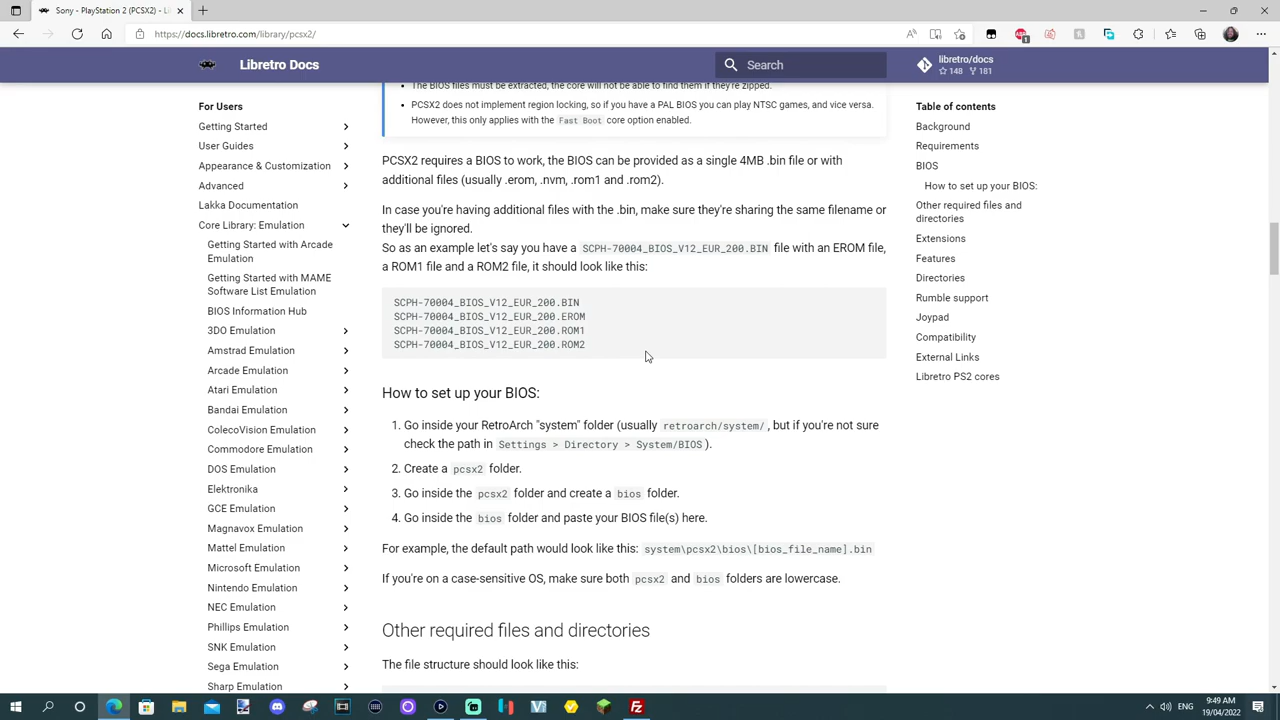 Sony - PlayStation 2 (PCSX2) - Li
https://docs.libretro.com/library/pcsx2/
Libretro Docs
Search
libretro/docs
148 181
For Users
Getting Started
User Guides
Appearance & Customization
Advanced
Lakka Documentation
Core Library: Emulation
Getting Started with Arcade
Emulation
Getting Started with MAME
Software List Emulation
BIOS Information Hub
3DO Emulation
Amstrad Emulation
Arcade Emulation
Atari Emulation
Bandai Emulation
ColecoVision Emulation
Commodore Emulation
DOS Emulation
Elektronika
GCE Emulation
Magnavox Emulation
Mattel Emulation
Microsoft Emulation
Nintendo Emulation
NEC Emulation
Phillips Emulation
SNK Emulation
Sega Emulation
Sharp Emulation
The BIOS files must be extracted, the core will not be able to find them if they're zipped.
PCSX2 does not implement region locking, so if you have a PAL BIOS you can play NTSC games, and vice versa.
However, this only applies with the Fast Boot core option enabled.
PCSX2 requires a BIOS to work, the BIOS can be provided as a single 4MB .bin file or with
additional files (usually .erom, .nvm, .rom1 and .rom2).
In case you're having additional files with the .bin, make sure they're sharing the same filename or
they'll be ignored.
So as an example let's say you have a SCPH-70004_BIOS_V12_EUR_200.BIN file with an EROM file,
a ROM1 file and a ROM2 file, it should look like this:
SCPH-70004_BIOS_V12_EUR_200.BIN
SCPH-70004_BIOS_V12_EUR_200.EROM
SCPH-70004_BIOS_V12_EUR_200.ROM1
SCPH-70004_BIOS_V12_EUR_200.ROM2
How to set up your BIOS:
1. Go inside your RetroArch "system" folder (usually retroarch/system/, but if you're not sure
check the path in Settings > Directory > System/BIOS ).
2. Create a pcsx2 folder.
3. Go inside the pcsx2 folder and create a bios folder.
4. Go inside the bios folder and paste your BIOS file(s) here.
For example, the default path would look like this: system\pcsx2\bios\[bios_file_name].bin
If you're on a case-sensitive OS, make sure both pcsx2 and bios folders are lowercase.
Other required files and directories
The file structure should look like this:
Table of contents
Background
Requirements
BIOS
How to set up your BIOS:
Other required files and
directories
Extensions
Features
Directories
Rumble support
Joypad
Compatibility
External Links
Libretro PS2 cores
ENG
9:49 AM
19/04/2022